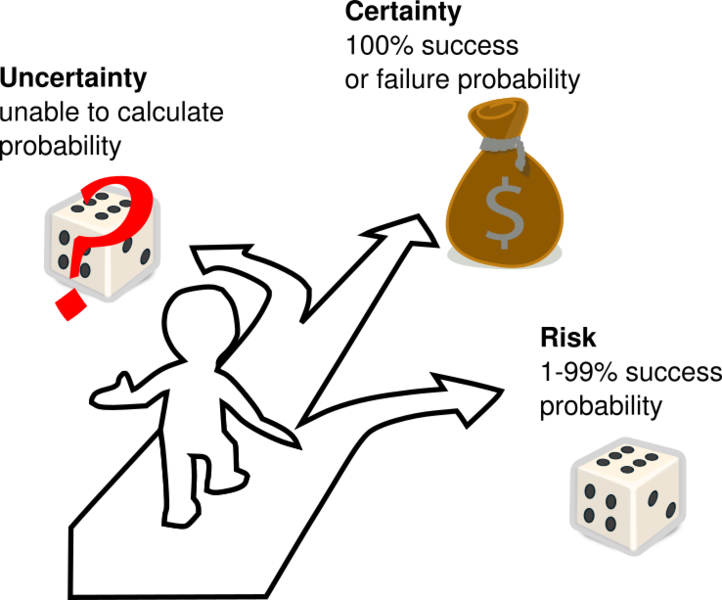 Certainty
100% success
or failure probability
Uncertainty
unable to calculate
probability
?
$
Risk
1-99% success
probability